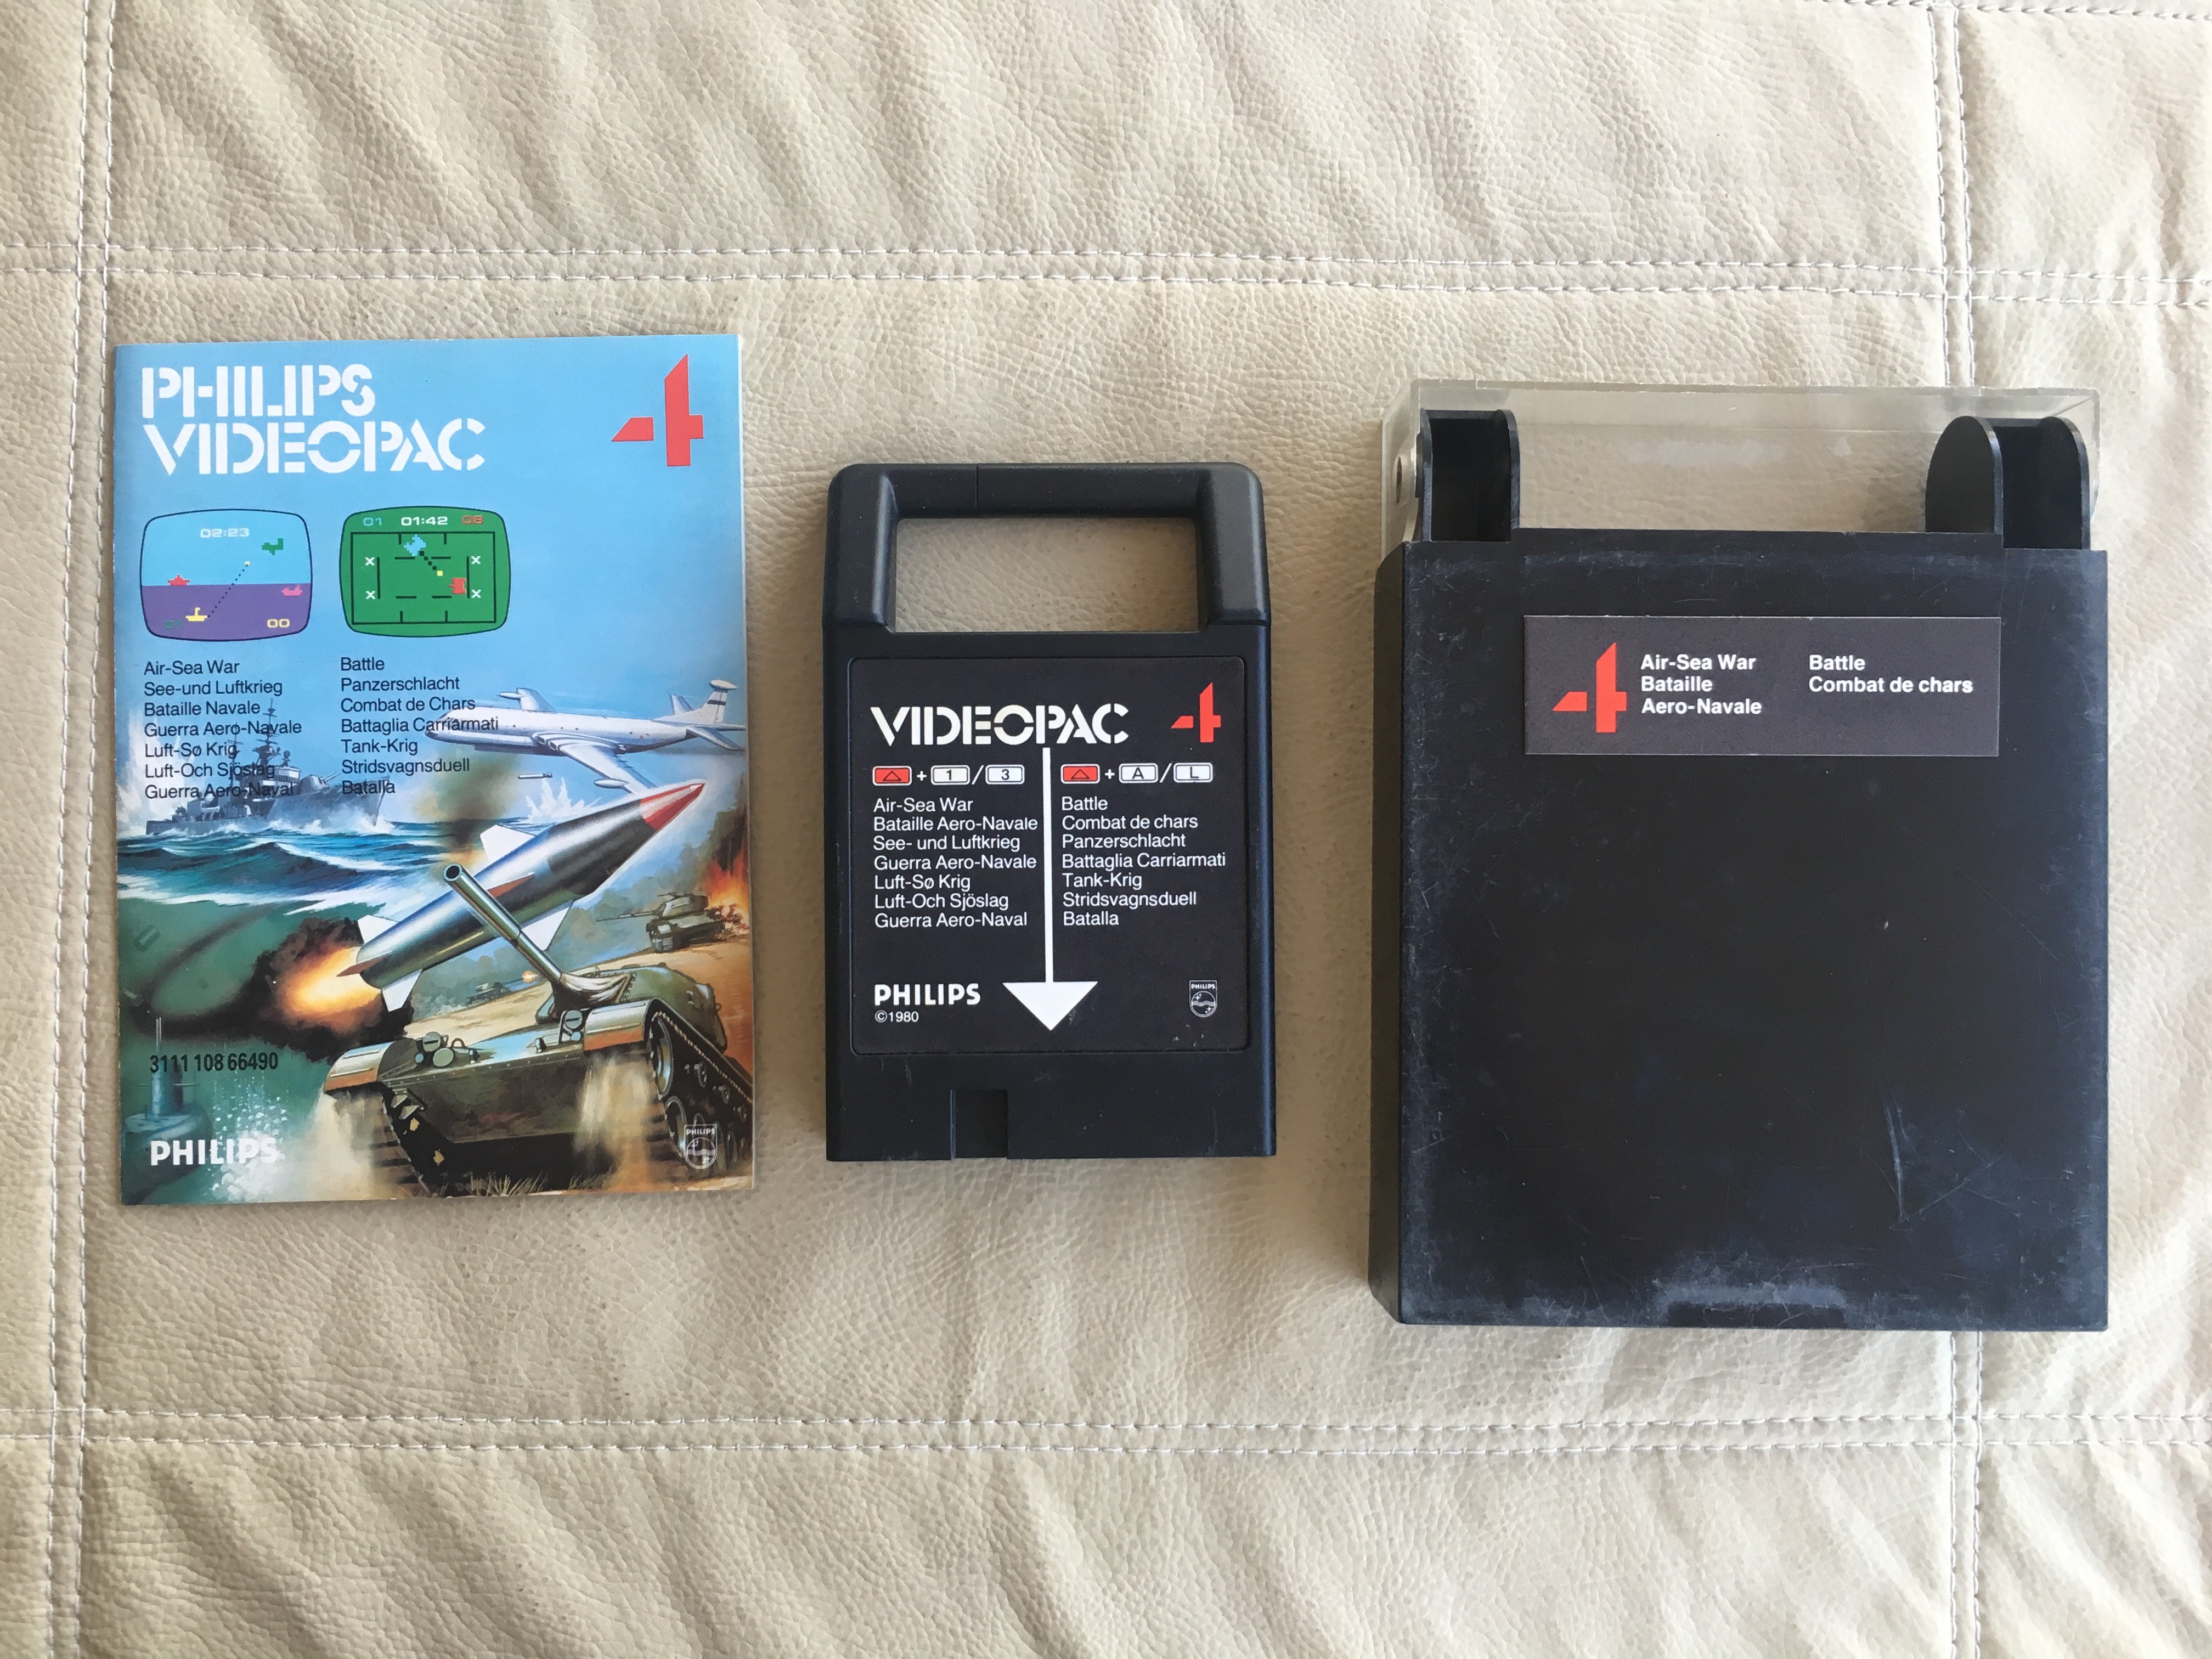 PHILIPS
VIDEOPAC
4
02:23
00
01 01:42 08
X X
X X
Air-Sea War
See-und Luftkrieg
Bataille Navale
Guerra Aero-Navale
Luft-Sø Krig
Luft-Och Sjöslag
Guerra Aero-Naval
Battle
Panzerschlacht
Combat de Chars
Battaglia Carriarmati
Tank-Krig
Stridsvagnsduell
Batalla
3111 108 66490
PHILIPS
PHILIPS
VIDEOPAC 4
+ 1 / 3
+ A / L
Air-Sea War
Bataille Aero-Navale
See- und Luftkrieg
Guerra Aero-Navale
Luft-Sø Krig
Luft-Och Sjöslag
Guerra Aero-Naval
Battle
Combat de chars
Panzerschlacht
Battaglia Carriarmati
Tank-Krig
Stridsvagnsduell
Batalla
PHILIPS
©1980
PHILIPS
4
Air-Sea War
Bataille
Aero-Navale
Battle
Combat de chars